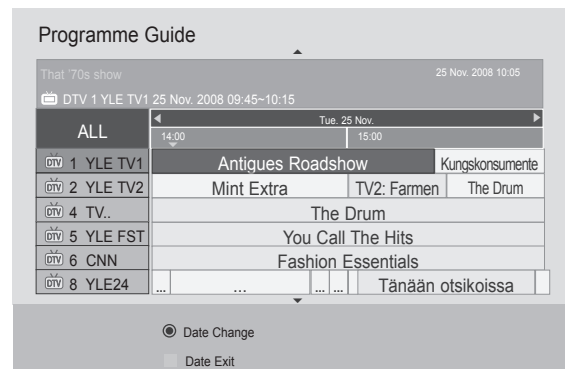 Programme Guide
That '70s show 25 Nov. 2008 10:05
DTV 1 YLE TV1 25 Nov. 2008 09:45~10:15
ALL Tue. 25 Nov.
14:00 15:00
DTV 1 YLE TV1 Antigues Roadshow Kungskonsumente
DTV 2 YLE TV2 Mint Extra TV2: Farmen The Drum
DTV 4 TV.. The Drum
DTV 5 YLE FST You Call The Hits
DTV 6 CNN Fashion Essentials
DTV 8 YLE24 ... ... ... ... Tänään otsikoissa
Date Change
Date Exit